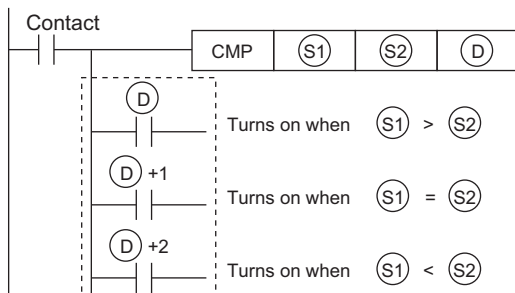 Contact
CMP S1 S2 D
D
Turns on when S1 > S2
D +1
Turns on when S1 = S2
D +2
Turns on when S1 < S2